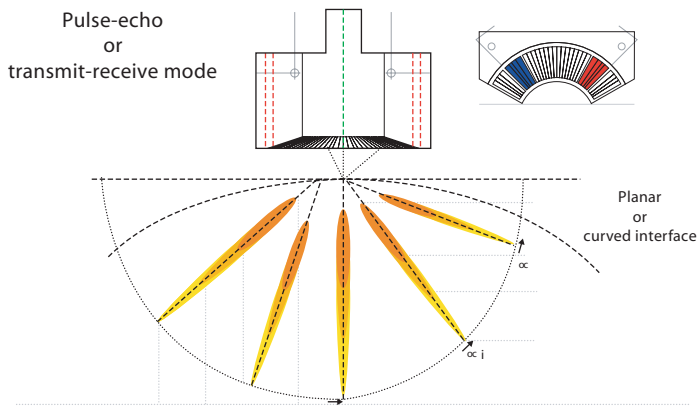 Pulse-echo
or
transmit-receive mode
Planar
or
curved interface
∝
∝ i